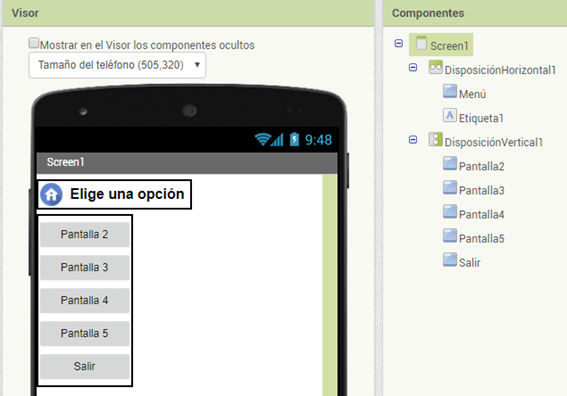 Visor
Mostrar en el Visor los componentes ocultos
Tamaño del teléfono (505,320)
9:48
Screen1
Elige una opción
Pantalla 2
Pantalla 3
Pantalla 4
Pantalla 5
Salir
Componentes
Screen1
DisposiciónHorizontal1
Menú
A Etiqueta1
DisposiciónVertical1
Pantalla2
Pantalla3
Pantalla4
Pantalla5
Salir